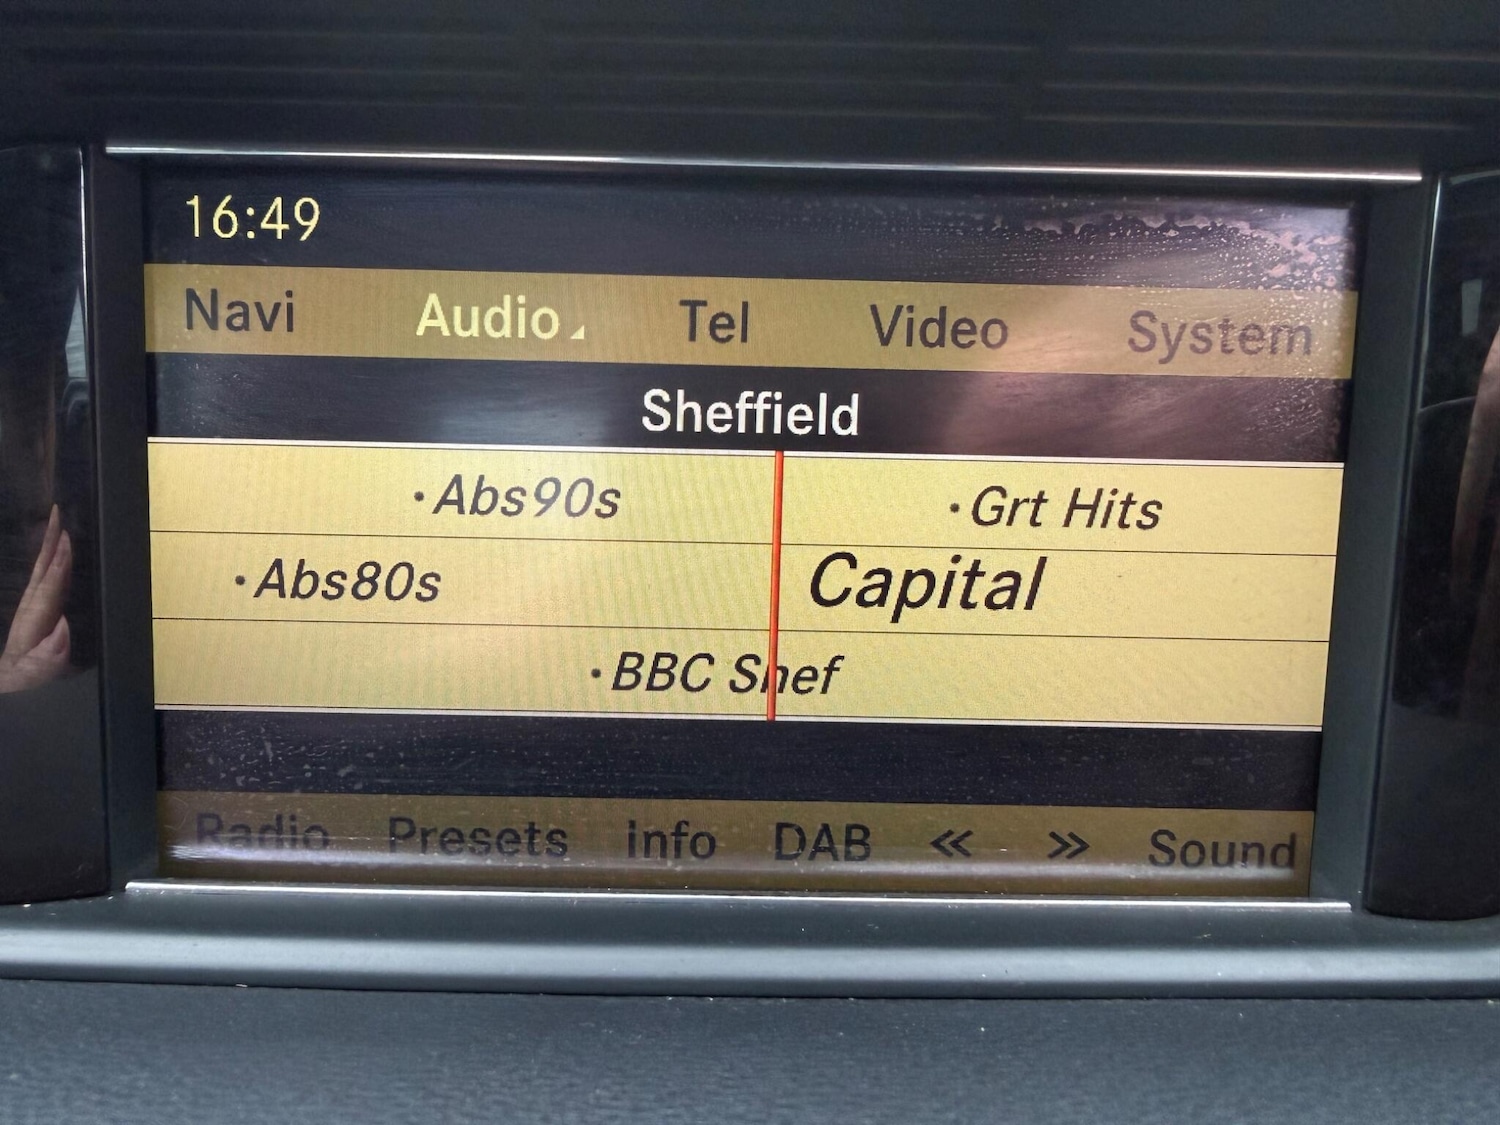 16:49
Navi Audio Tel Video System
Sheffield
·Abs90s ·Grt Hits
·Abs80s Capital
·BBC Shef
Radio Presets Info DAB << >> Sound